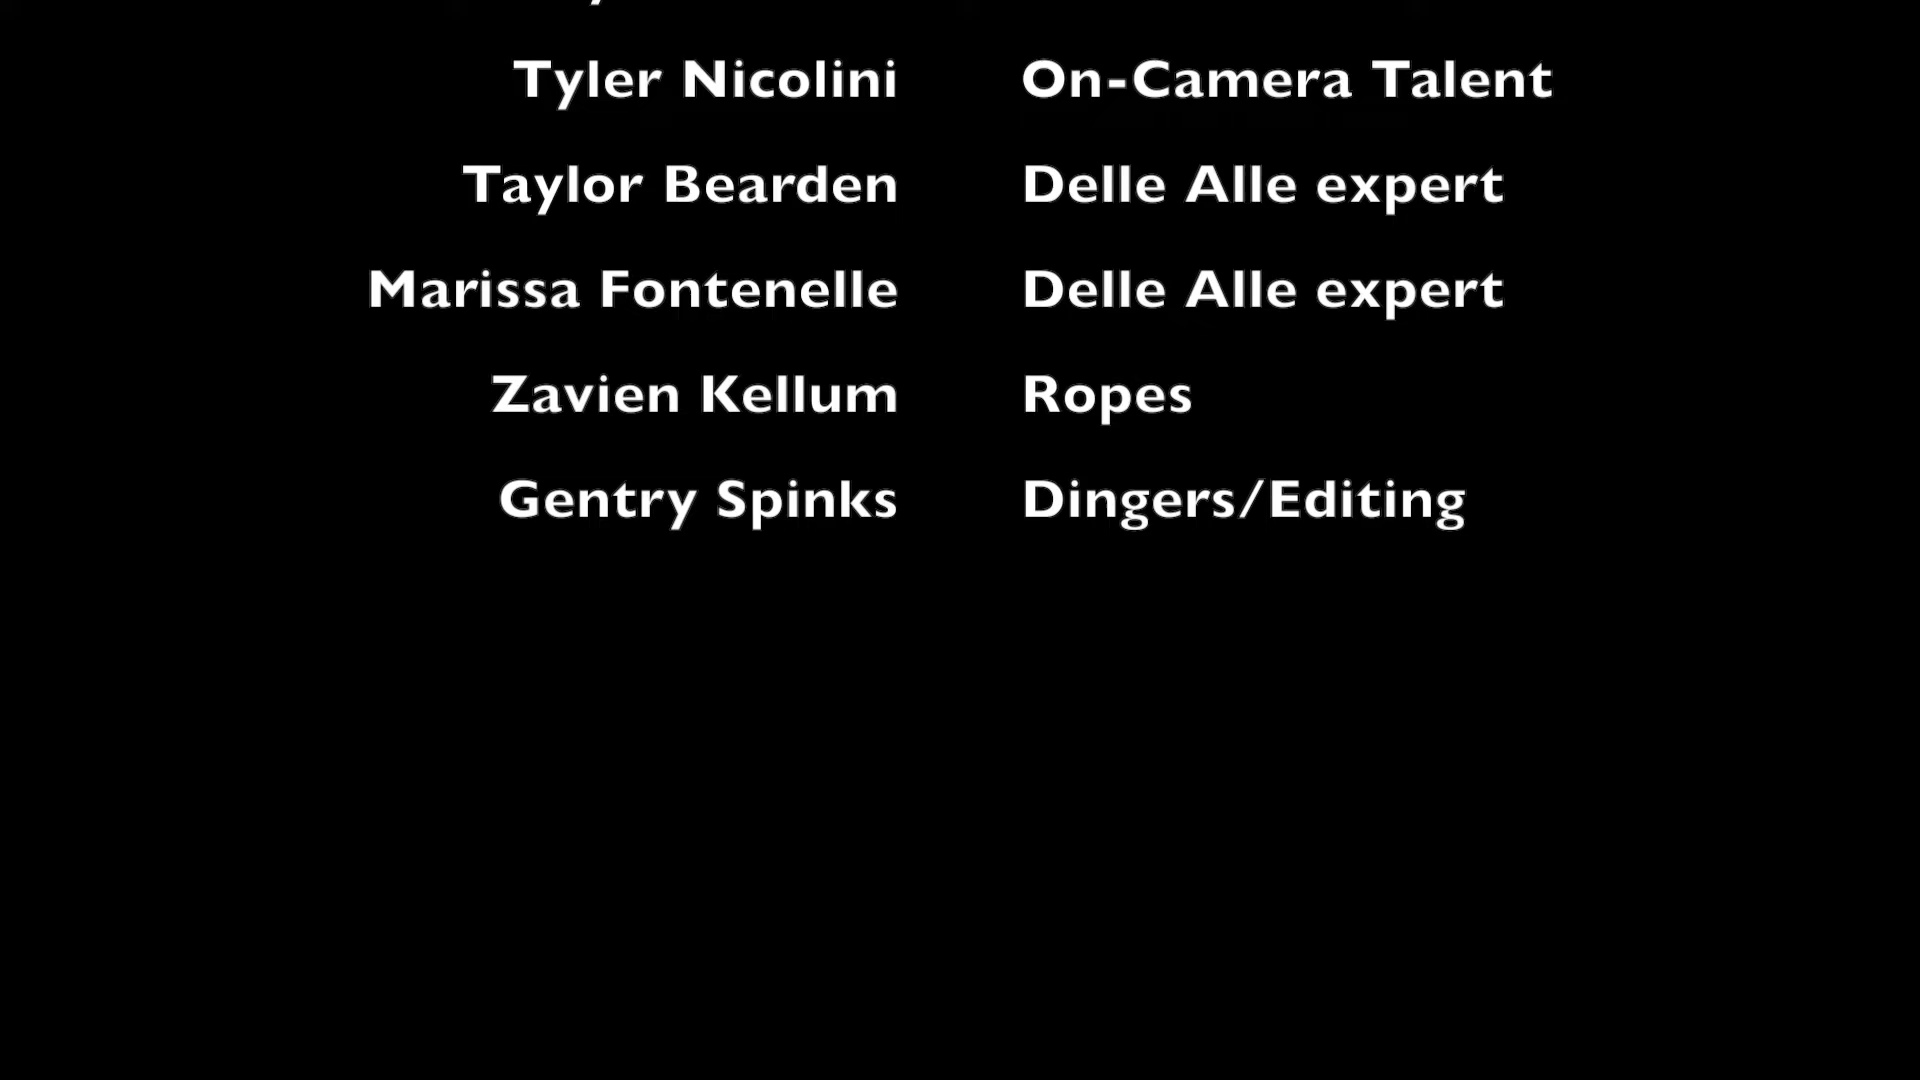 Tyler Nicolini On-Camera Talent
Taylor Bearden Delle Alle expert
Marissa Fontenelle Delle Alle expert
Zavien Kellum Ropes
Gentry Spinks Dingers/Editing